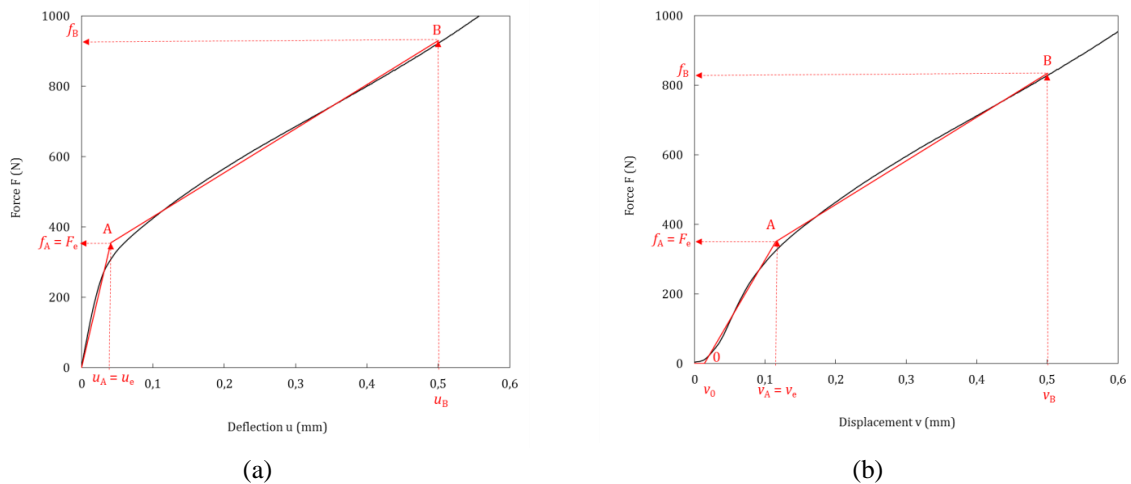 1000
f_B
B
800
600
Force F (N)
A
400
f_A = F_e
200
0
0
u_A = u_e
0,1
0,2
0,3
0,4
0,5
0,6
u_B
Deflection u (mm)
(a)
1000
f_B
B
800
600
Force F (N)
A
400
f_A = F_e
200
0
0
0
0,1
0,2
0,3
0,4
0,5
0,6
v_0
v_A = v_e
v_B
Displacement v (mm)
(b)